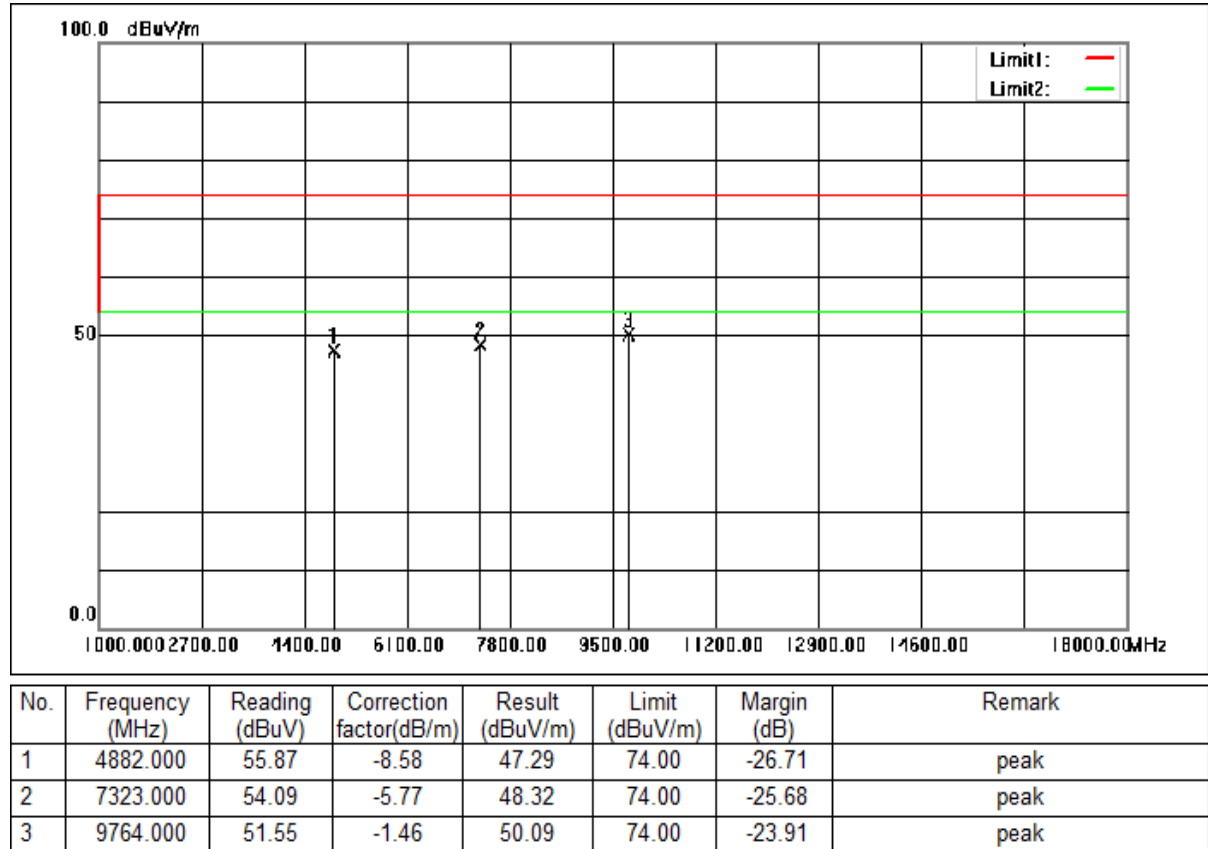 100.0 dBuV/m
Limit1:
Limit2:
50
1
2
3
0.0
1000.000 2700.00 4400.00 6100.00 7800.00 9500.00 11200.00 12900.00 14600.00 18000.00 MHz
No. Frequency (MHz) Reading (dBuV) Correction factor(dB/m) Result (dBuV/m) Limit (dBuV/m) Margin (dB) Remark
1 4882.000 55.87 -8.58 47.29 74.00 -26.71 peak
2 7323.000 54.09 -5.77 48.32 74.00 -25.68 peak
3 9764.000 51.55 -1.46 50.09 74.00 -23.91 peak